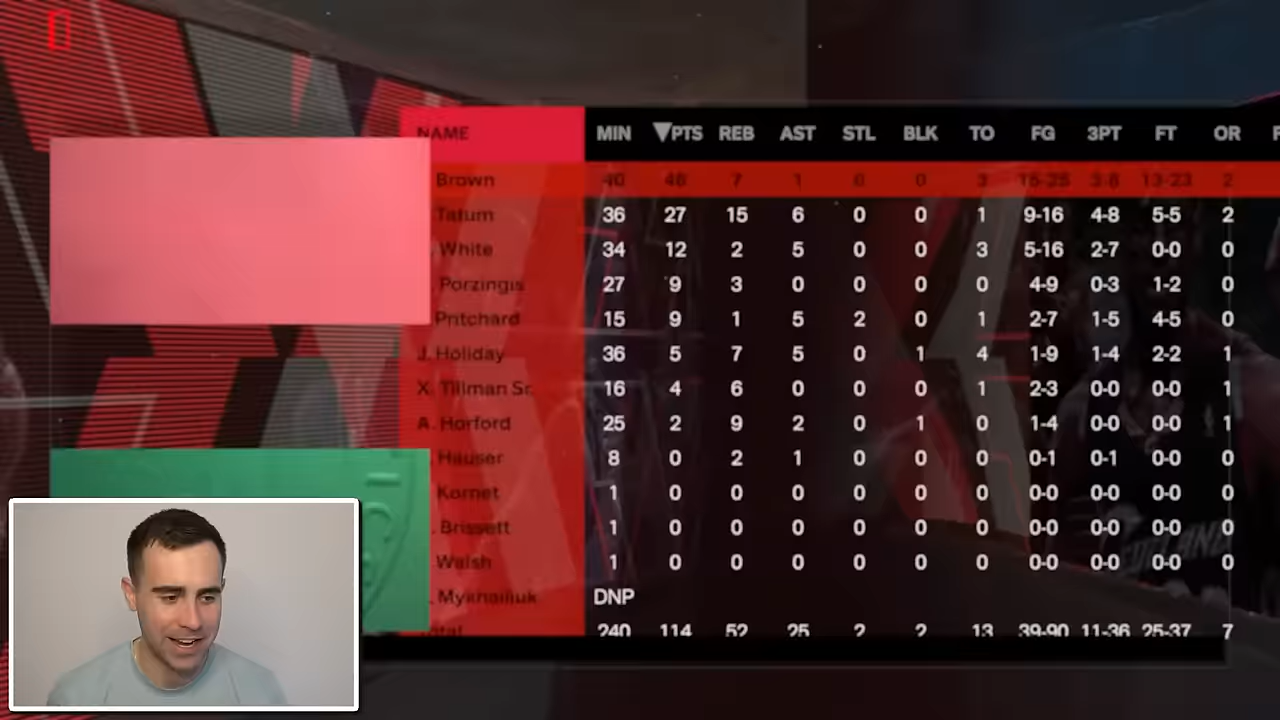 NAME MIN ▼PTS REB AST STL BLK TO FG 3PT FT OR
Brown 40 46 7 1 0 0 3 15-25 3-8 13-23 2
Tatum 36 27 15 6 0 0 1 9-16 4-8 5-5 2
White 34 12 2 5 0 0 3 5-16 2-7 0-0 0
Porzingis 27 9 3 0 0 0 0 4-9 0-3 1-2 0
Pritchard 15 9 1 5 2 0 1 2-7 1-5 4-5 0
J. Holiday 36 5 7 5 0 1 4 1-9 1-4 2-2 1
X. Tillman Sr. 16 4 6 0 0 0 1 2-3 0-0 0-0 1
A. Horford 25 2 9 2 0 1 0 1-4 0-0 0-0 1
Hauser 8 0 2 1 0 0 0 0-1 0-1 0-0 0
Kornet 1 0 0 0 0 0 0 0-0 0-0 0-0 0
. Brissett 1 0 0 0 0 0 0 0-0 0-0 0-0 0
Walsh 1 0 0 0 0 0 0 0-0 0-0 0-0 0
. Mykhailiuk DNP
240 114 52 25 2 2 13 39-90 11-36 25-37 7